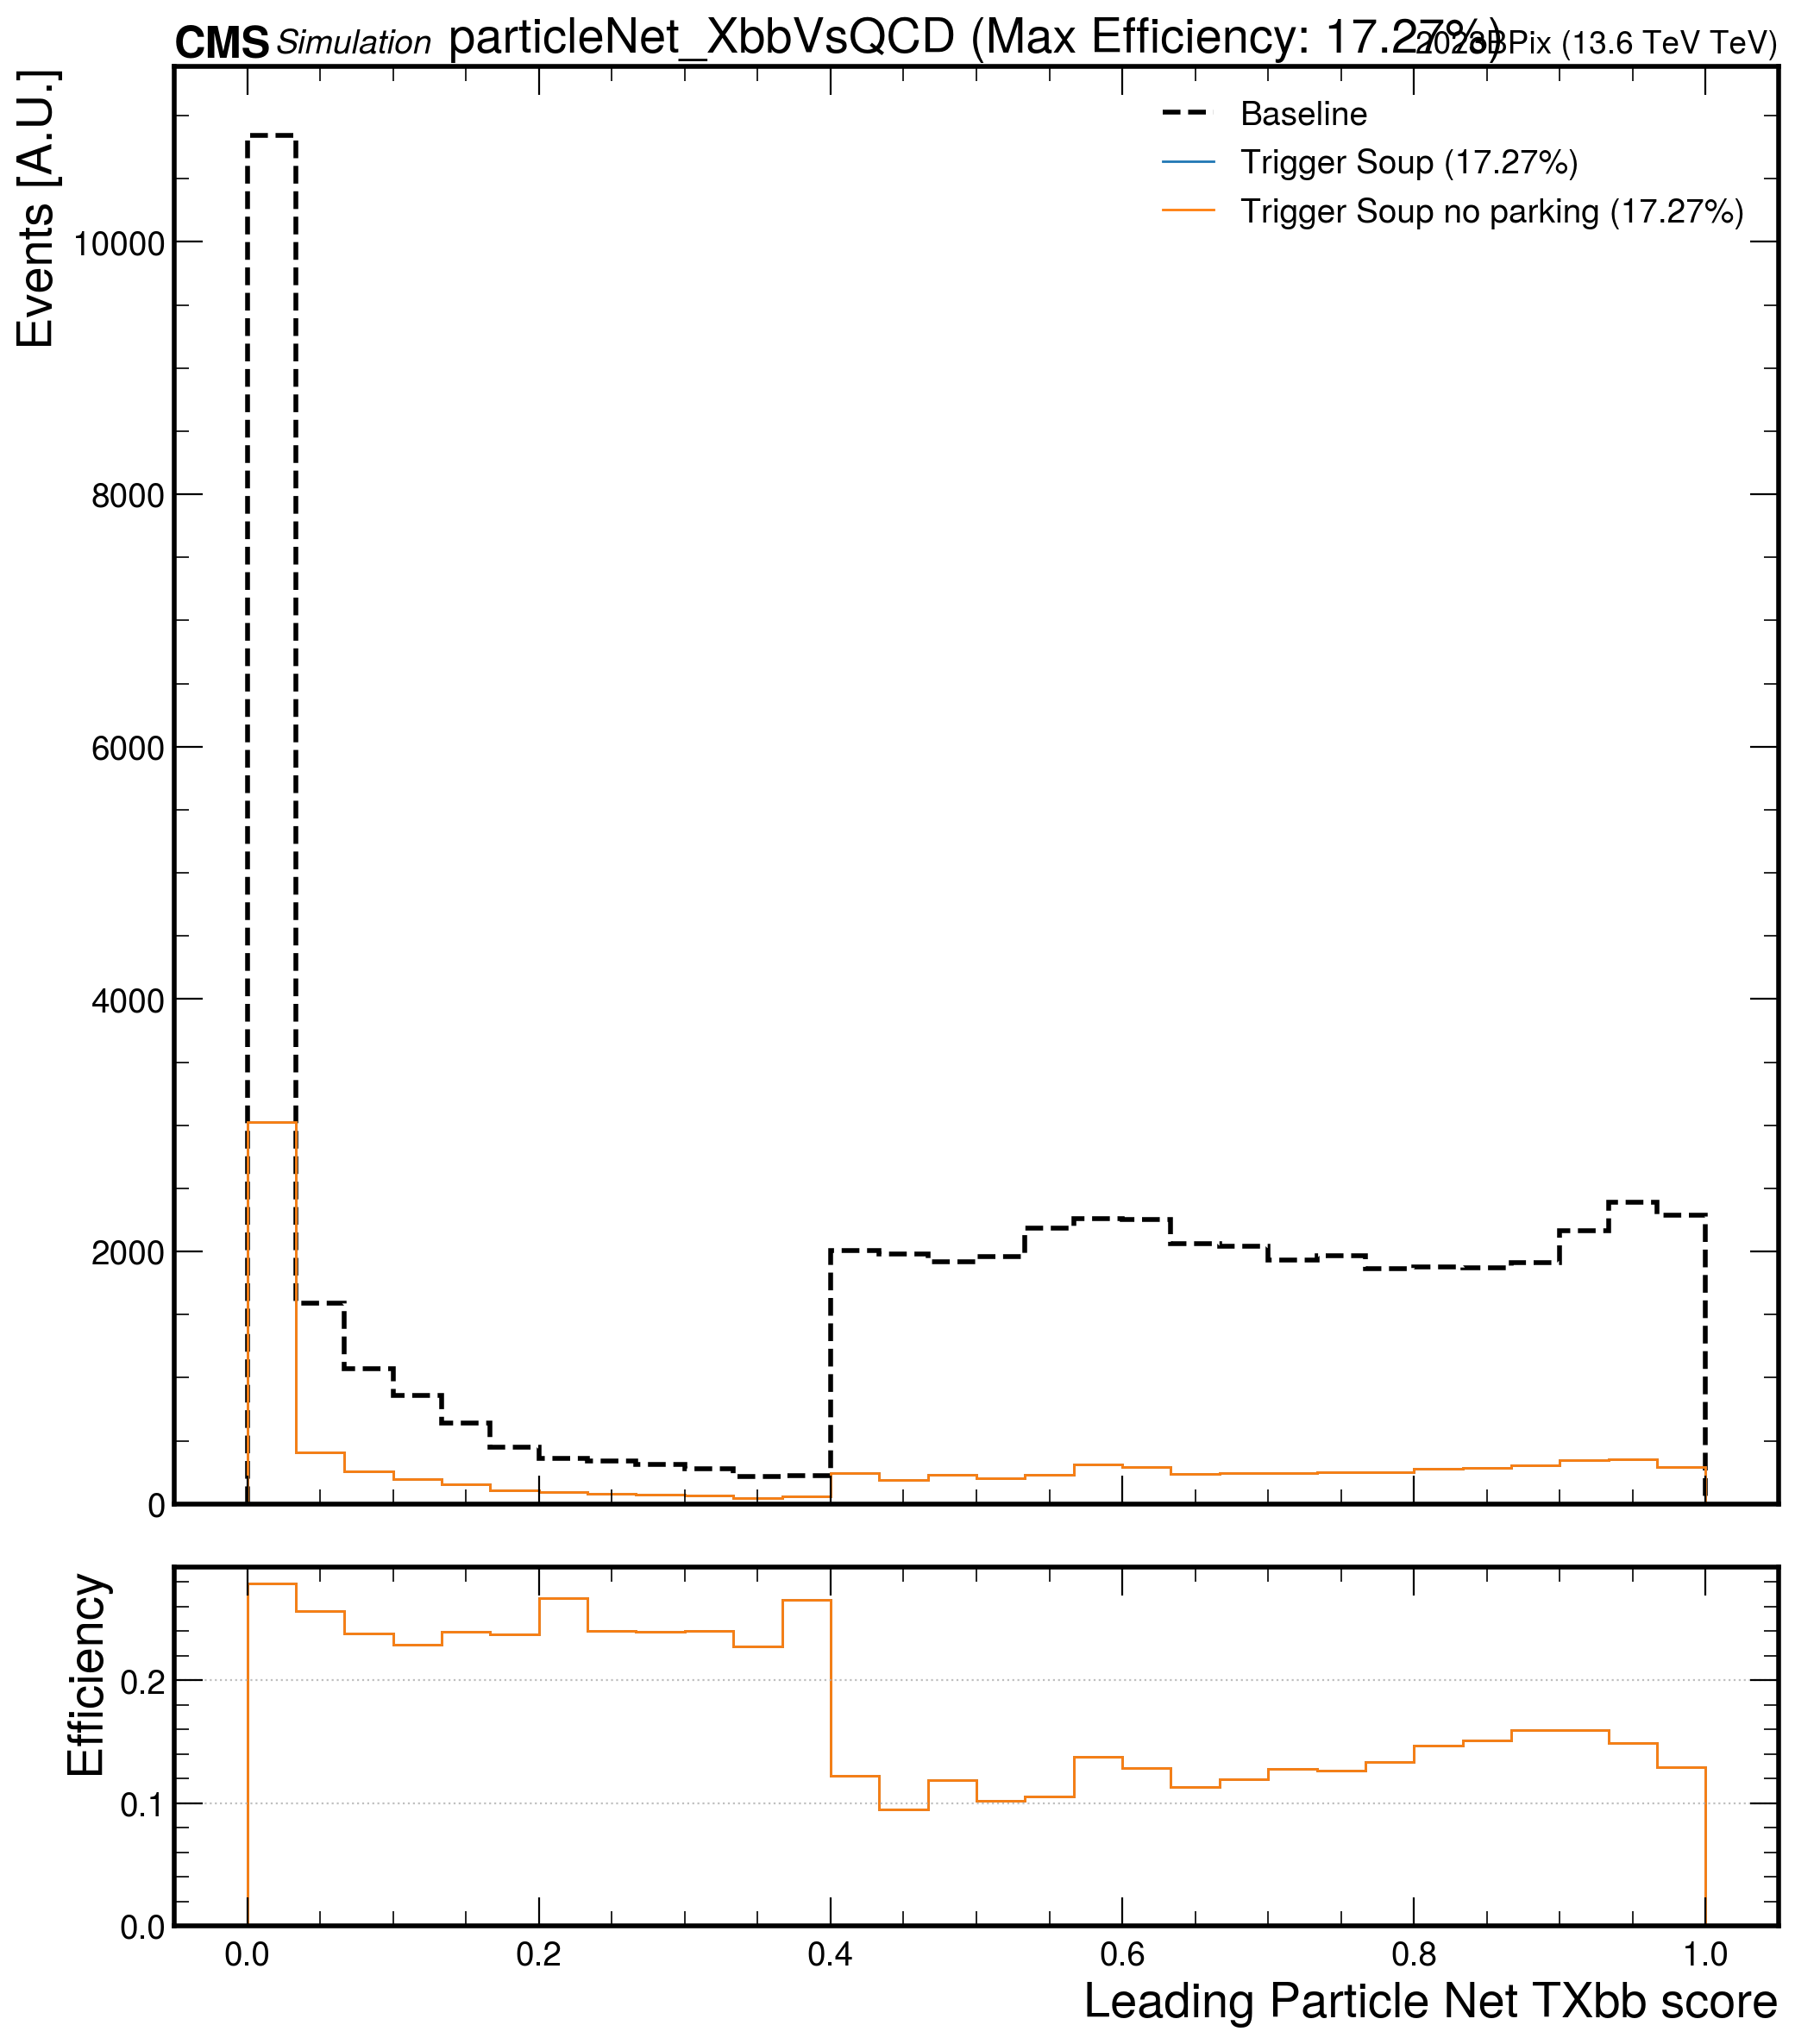 CMS Simulation particleNet_XbbVsQCD (Max Efficiency: 17.27%) 2023BPix (13.6 TeV TeV)
Events [A.U.]
Baseline
Trigger Soup (17.27%)
Trigger Soup no parking (17.27%)
10000
8000
6000
4000
2000
0
Efficiency
0.2
0.1
0.0
0.0 0.2 0.4 0.6 0.8 1.0
Leading Particle Net TXbb score